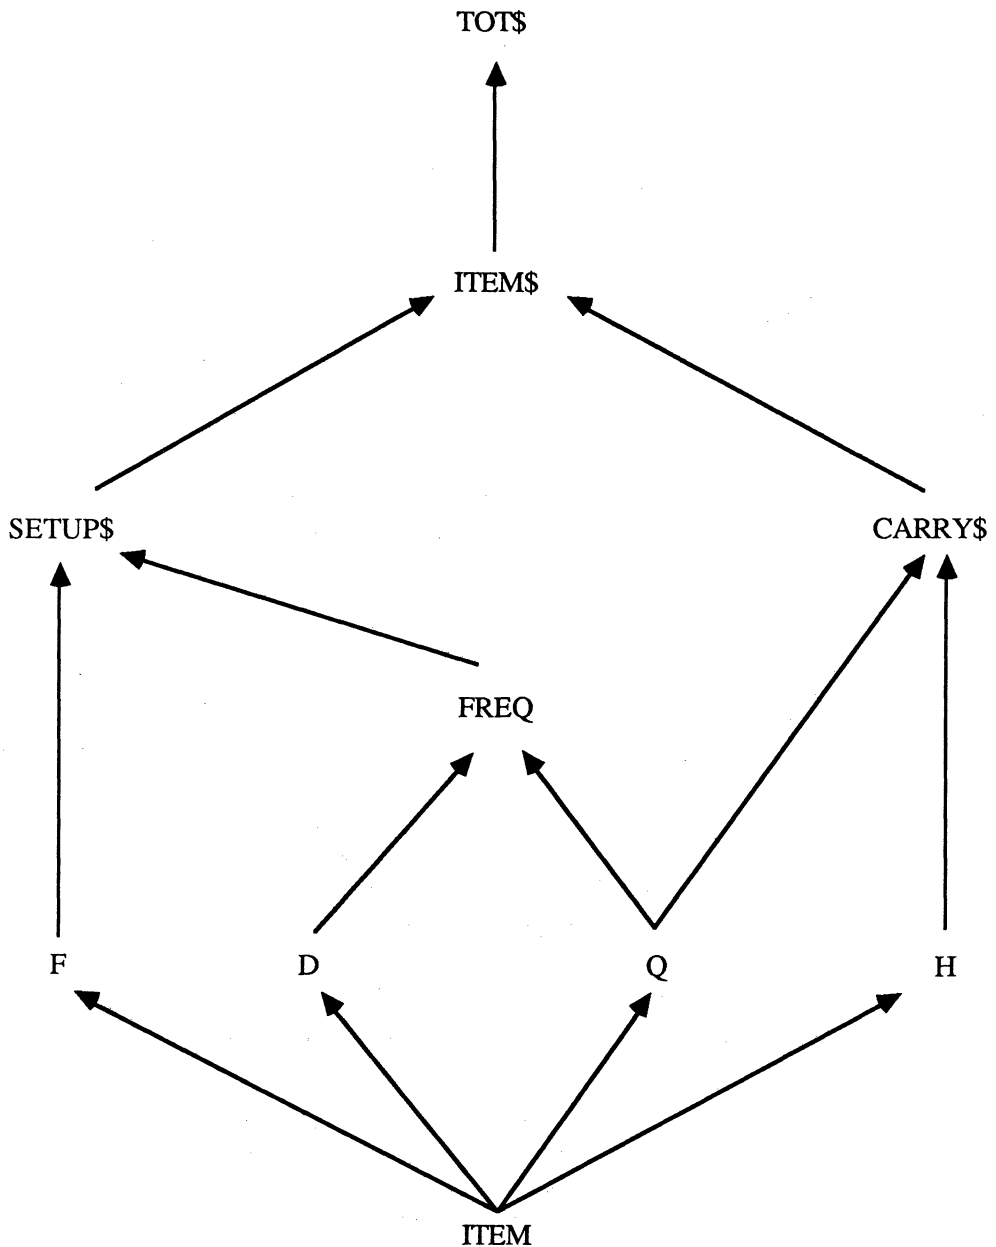 TOT$
ITEM$
SETUP$
CARRY$
FREQ
F
D
Q
H
ITEM